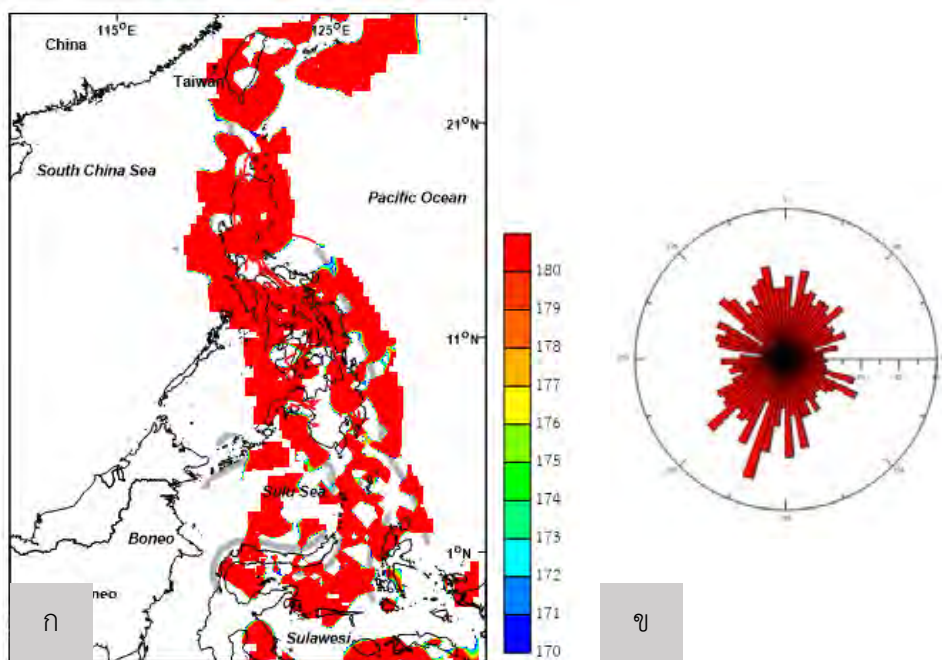 115°E
125°E
China
Taiwan
21°N
South China Sea
Pacific Ocean
180
179
178
11°N
177
176
175
174
Sulu Sea
173
172
Boneo
1°N
171
neo
Sulawesi
170
ก
ข